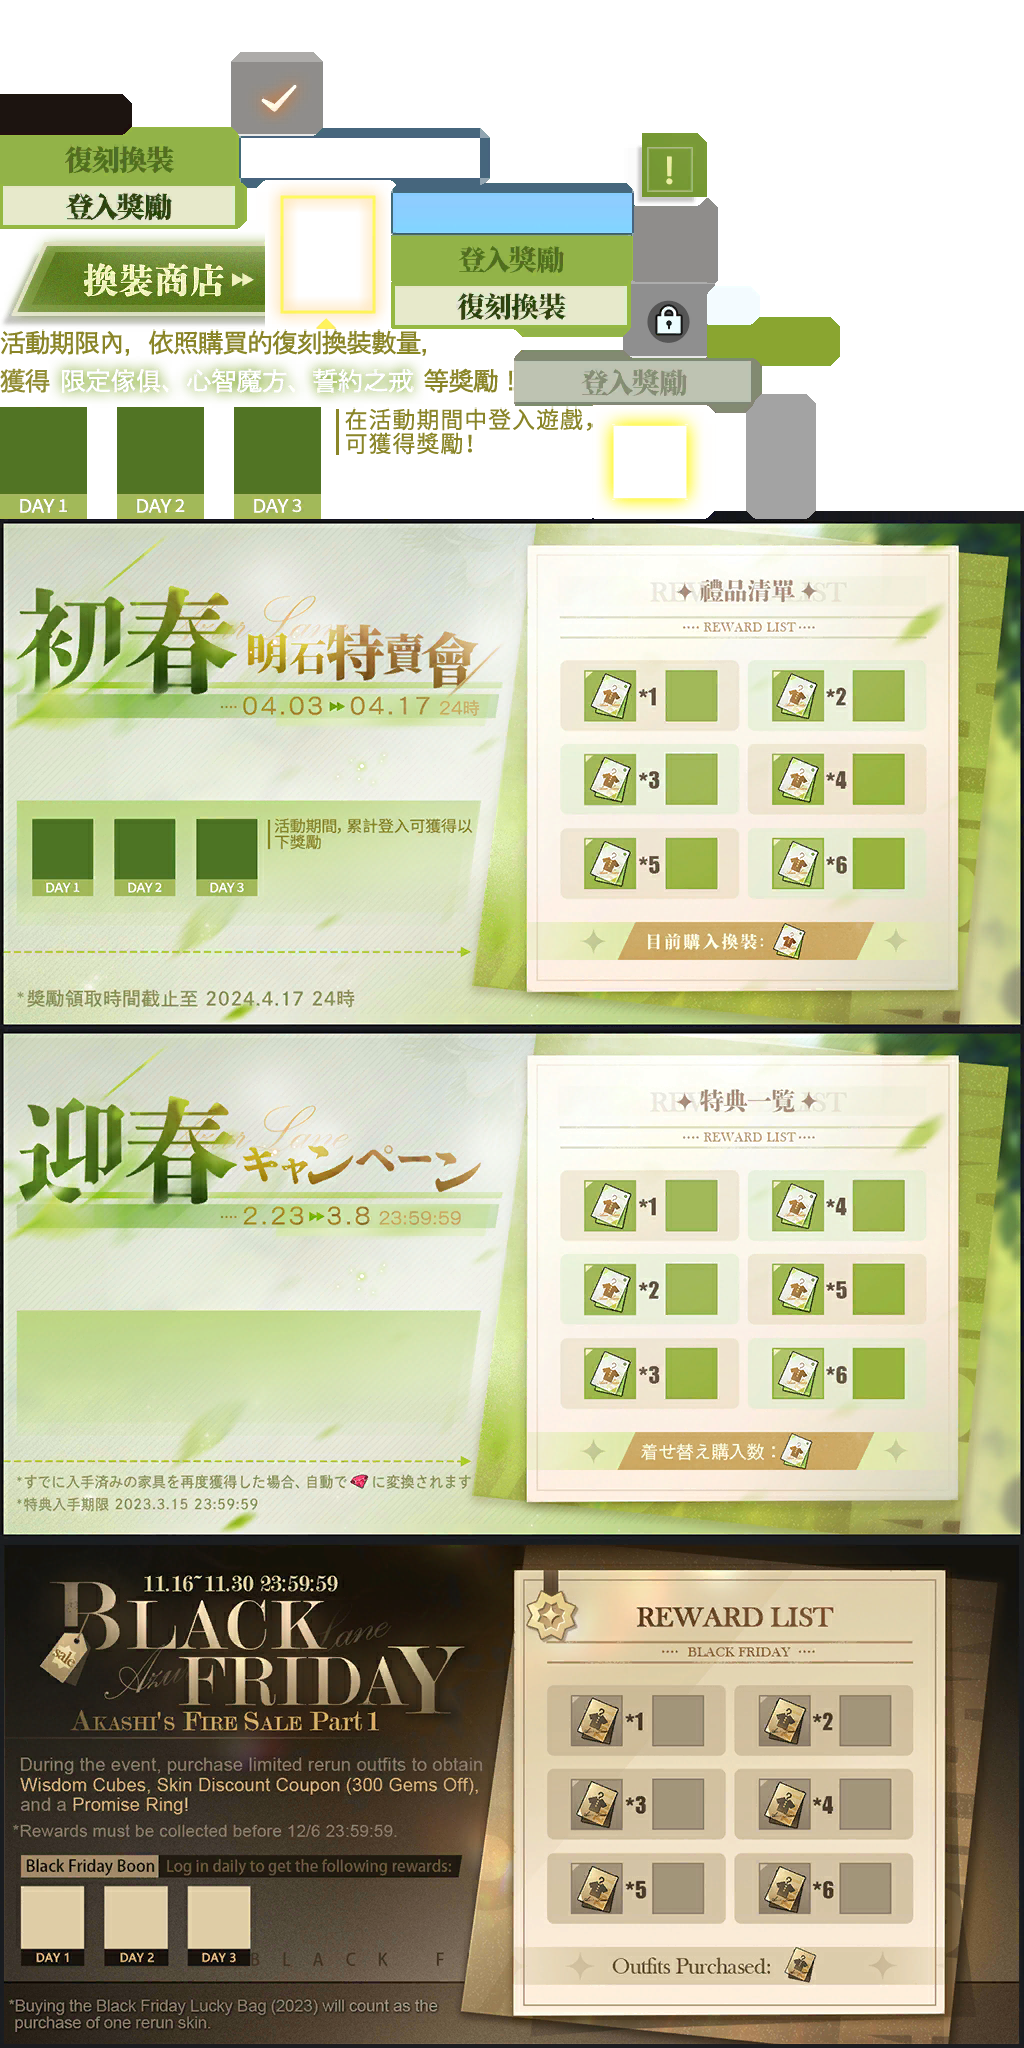 復刻換裝
登入獎勵
!
登入獎勵
復刻換裝
換裝商店
活動期限內，依照購買的復刻換裝數量，
獲得 限定傢俱、心智魔方、誓約之戒 等獎勵！
登入獎勵
在活動期間中登入遊戲，
可獲得獎勵！
DAY 1
DAY 2
DAY 3
初春 明石特賣會
04.03 04.17 24時
活動期間, 累計登入可獲得以
下獎勵
DAY 1
DAY 2
DAY 3
*獎勵領取時間截止至 2024.4.17 24時
REWARD LIST
禮品清單
REWARD LIST
*1
*2
*3
*4
*5
*6
目前購入換裝:
迎春 キャンペーン
2.23 3.8 23:59:59
*すでに入手済みの家具を再度獲得した場合、自動で に変換されます
*特典入手期限 2023.3.15 23:59:59
REWARD LIST
特典一覧
REWARD LIST
*1
*4
*2
*5
*3
*6
着せ替え購入数：
11.16~11.30 23:59:59
BLACK
FRIDAY
Azur Lane
sale
AKASHI'S FIRE SALE Part 1
During the event, purchase limited rerun outfits to obtain
Wisdom Cubes, Skin Discount Coupon (300 Gems Off),
and a Promise Ring!
*Rewards must be collected before 12/6 23:59:59.
Black Friday Boon Log in daily to get the following rewards:
DAY 1
DAY 2
DAY 3
B L A C K F
*Buying the Black Friday Lucky Bag (2023) will count as the
purchase of one rerun skin.
REWARD LIST
BLACK FRIDAY
*1
*2
*3
*4
*5
*6
Outfits Purchased: